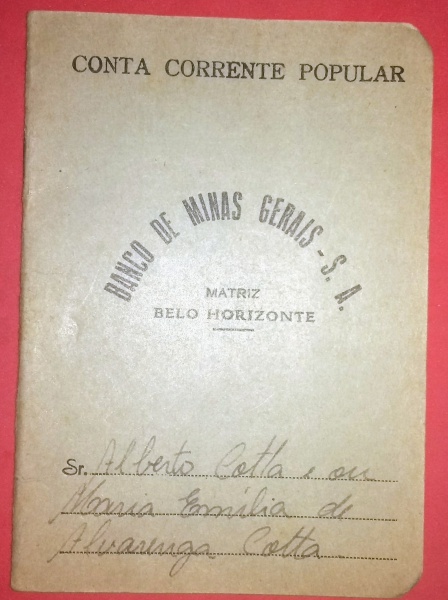 CONTA CORRENTE POPULAR
BANCO DE MINAS GERAIS - S. A.
MATRIZ
BELO HORIZONTE
Sr. Alberto Cotta e ou
Maria Emilia de
Alvarenga Cotta